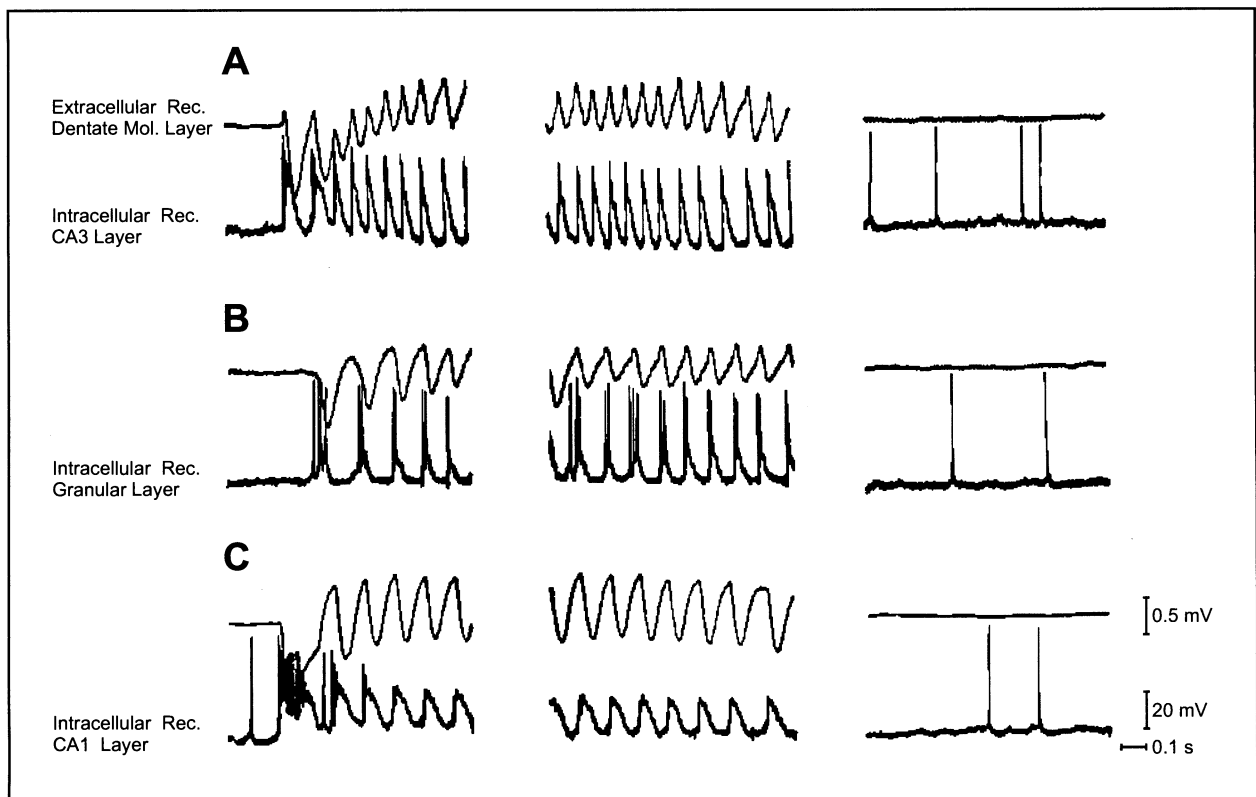 A
Extracellular Rec.
Dentate Mol. Layer
Intracellular Rec.
CA3 Layer
B
Intracellular Rec.
Granular Layer
C
Intracellular Rec.
CA1 Layer
0.5 mV
20 mV
0.1 s